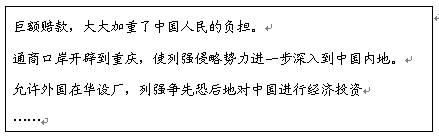 巨额赔款，大大加重了中国人民的负担。
通商口岸开辟到重庆，使列强侵略势力进一步深入到中国内地。
允许外国在华设厂，列强争先恐后地对中国进行经济投资
……